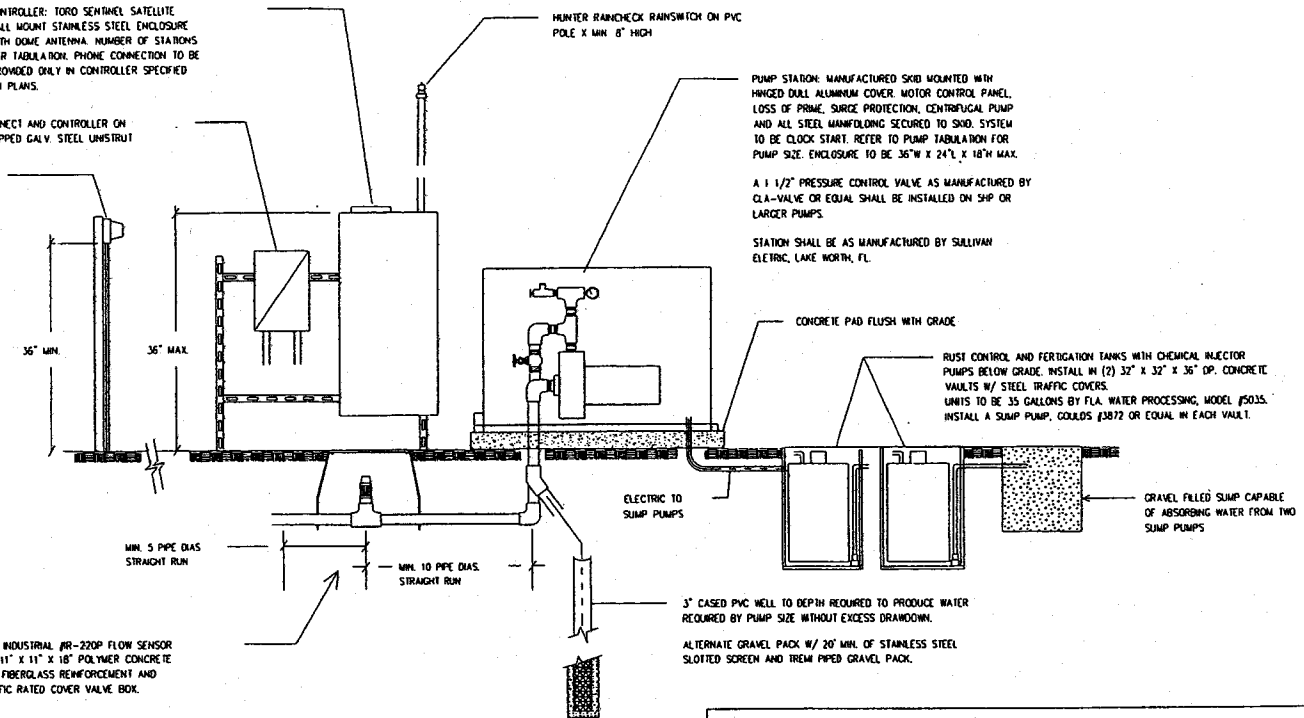 NTROLLER: TORO SENTINEL SATELLITE
ALL MOUNT STAINLESS STEEL ENCLOSURE
TH DOME ANTENNA. NUMBER OF STATIONS
ER TABULATION. PHONE CONNECTION TO BE
ROVIDED ONLY IN CONTROLLER SPECIFIED
N PLANS.
NECT AND CONTROLLER ON
PPED GALV. STEEL UNISTRUT
36" MIN.
36" MAX.
HUNTER RAINCHECK RAINSWITCH ON PVC
POLE X MIN 8" HIGH
PUMP STATION: MANUFACTURED SKID MOUNTED WITH
HINGED DULL ALUMINUM COVER. MOTOR CONTROL PANEL,
LOSS OF PRIME, SURGE PROTECTION, CENTRIFUGAL PUMP
AND ALL STEEL MANIFOLDING SECURED TO SKID. SYSTEM
TO BE CLOCK START. REFER TO PUMP TABULATION FOR
PUMP SIZE. ENCLOSURE TO BE 36"W X 24"L X 18"H MAX.
A 1 1/2" PRESSURE CONTROL VALVE AS MANUFACTURED BY
CLA-VALVE OR EQUAL SHALL BE INSTALLED ON 5HP OR
LARGER PUMPS.
STATION SHALL BE AS MANUFACTURED BY SULLIVAN
ELETRIC, LAKE WORTH, FL.
CONCRETE PAD FLUSH WITH GRADE
RUST CONTROL AND FERTIGATION TANKS WITH CHEMICAL INJECTOR
PUMPS BELOW GRADE. INSTALL IN (2) 32" X 32" X 36" DP. CONCRETE
VAULTS W/ STEEL TRAFFIC COVERS.
UNITS TO BE 35 GALLONS BY FLA. WATER PROCESSING, MODEL #5035.
INSTALL A SUMP PUMP, GOULDS #3872 OR EQUAL IN EACH VAULT.
ELECTRIC TO
SUMP PUMPS
GRAVEL FILLED SUMP CAPABLE
OF ABSORBING WATER FROM TWO
SUMP PUMPS
MIN. 5 PIPE DIAS
STRAIGHT RUN
MIN. 10 PIPE DIAS.
STRAIGHT RUN
3" CASED PVC WELL TO DEPTH REQUIRED TO PRODUCE WATER
REQUIRED BY PUMP SIZE WITHOUT EXCESS DRAWDOWN.
ALTERNATE GRAVEL PACK W/ 20' MIN. OF STAINLESS STEEL
SLOTTED SCREEN AND TREMI PIPED GRAVEL PACK.
INDUSTRIAL #IR-220P FLOW SENSOR
11" X 11" X 18" POLYMER CONCRETE
FIBERGLASS REINFORCEMENT AND
FIC RATED COVER VALVE BOX.